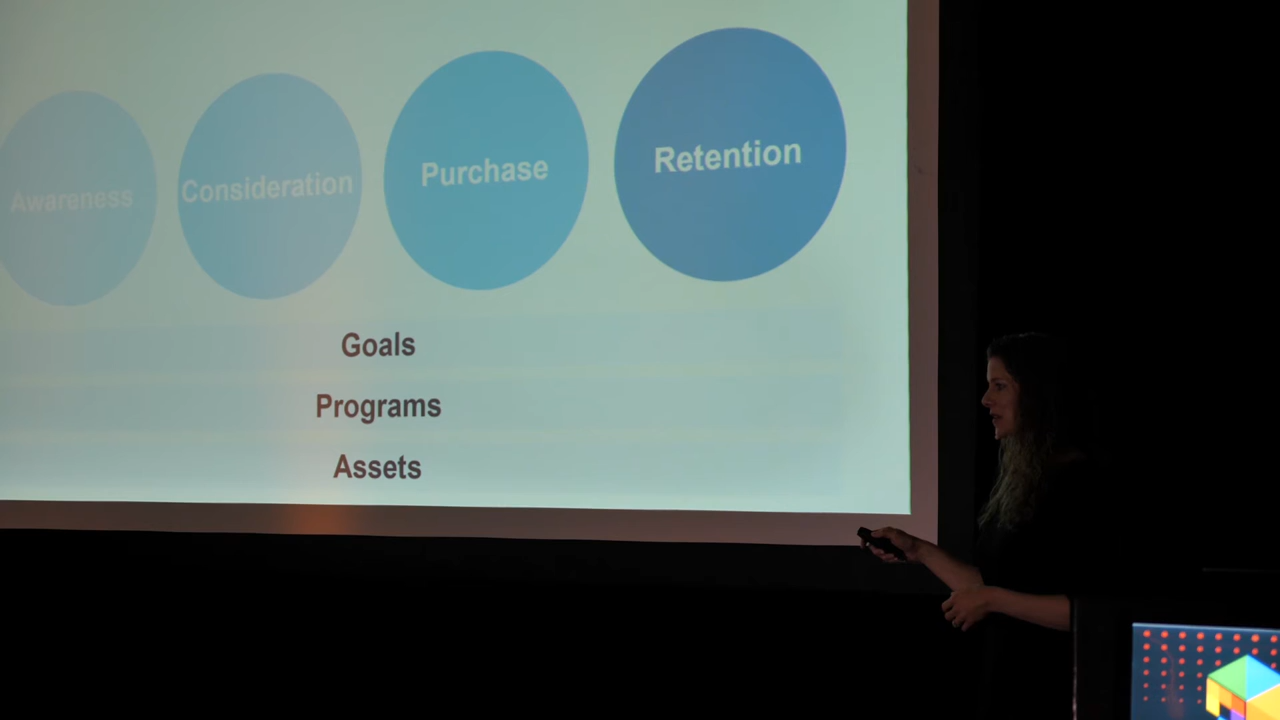 Awareness
Consideration
Purchase
Retention
Goals
Programs
Assets